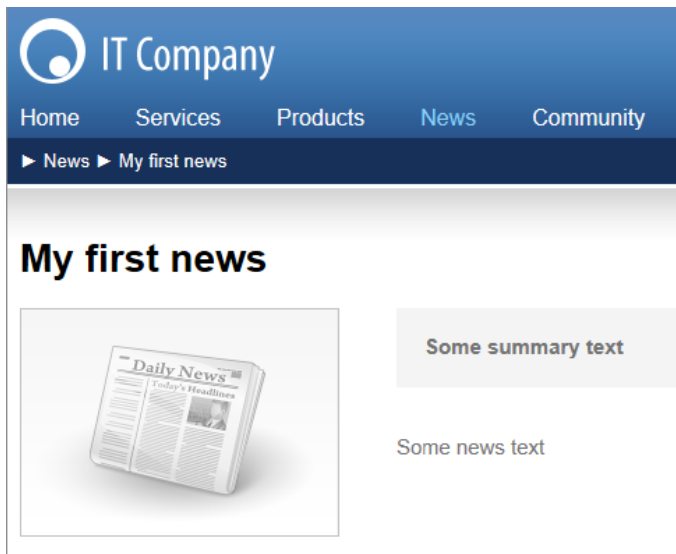 IT Company
Home Services Products News Community
► News ► My first news
My first news
Daily News
Today's Headlines
Some summary text
Some news text